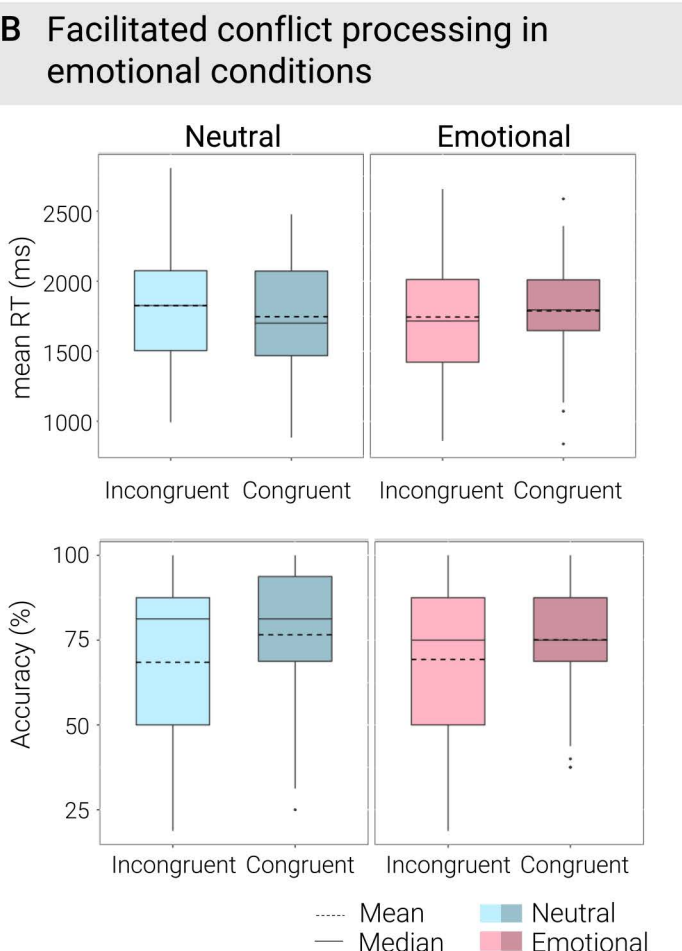 B Facilitated conflict processing in
emotional conditions
Neutral Emotional
mean RT (ms)
2500
2000
1500
1000
Incongruent Congruent Incongruent Congruent
Accuracy (%)
100
75
50
25
Incongruent Congruent Incongruent Congruent
Mean Neutral
Median Emotional